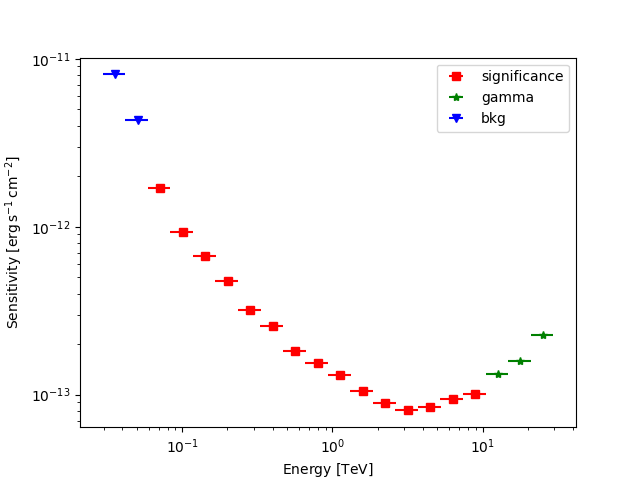 10⁻¹¹
10⁻¹²
10⁻¹³
Sensitivity [erg s⁻¹ cm⁻²]
significance
gamma
bkg
10⁻¹
10⁰
10¹
Energy [TeV]